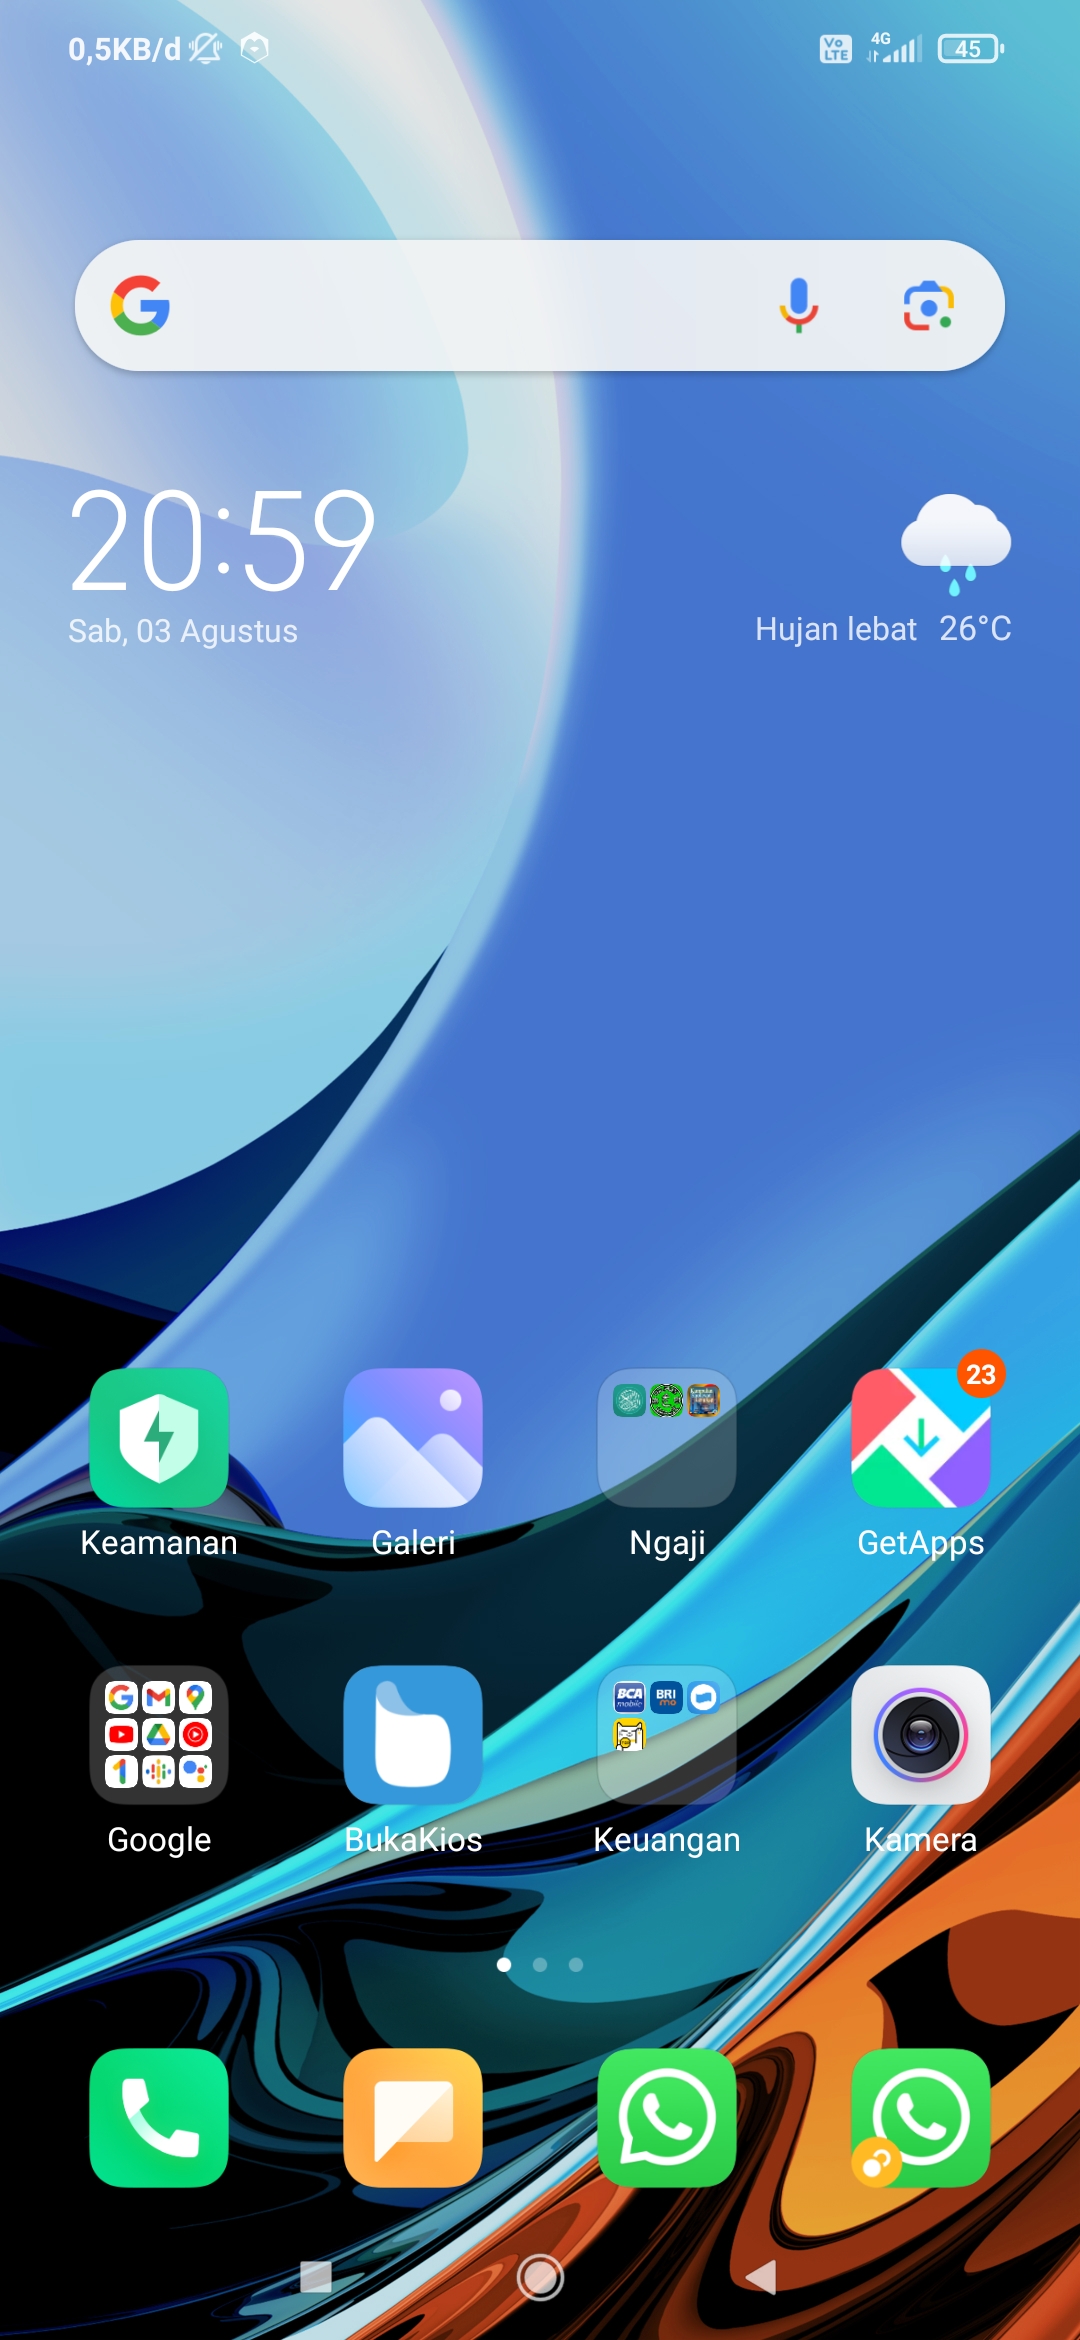 0,5KB/d
Vo LTE 4G 45
20:59
Sab, 03 Agustus
Hujan lebat 26°C
23
Keamanan Galeri Ngaji GetApps
BCA mobile BRI mo
Google BukaKios Keuangan Kamera